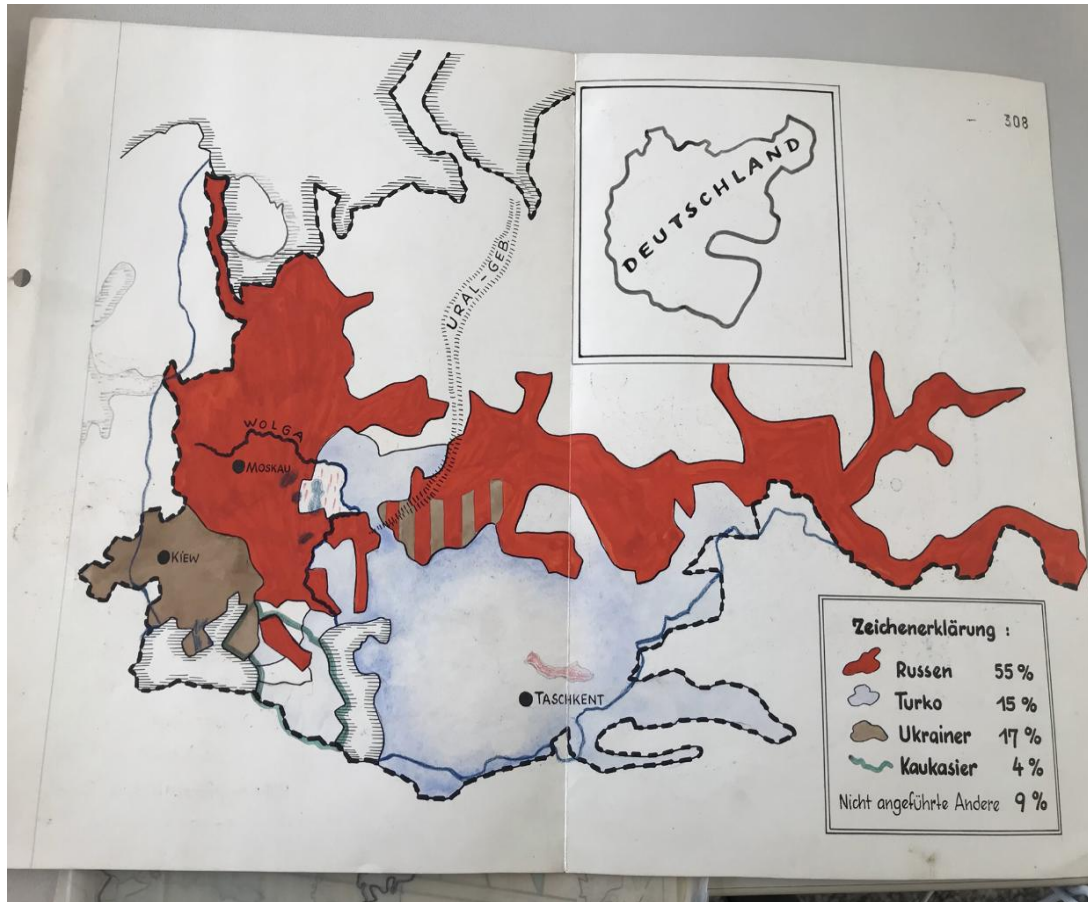 - 308
DEUTSCHLAND
URAL-GEB.
WOLGA
MOSKAU
KIEW
TASCHKENT
Zeichenerklärung :
Russen 55 %
Turko 15 %
Ukrainer 17 %
Kaukasier 4 %
Nicht angeführte Andere 9 %